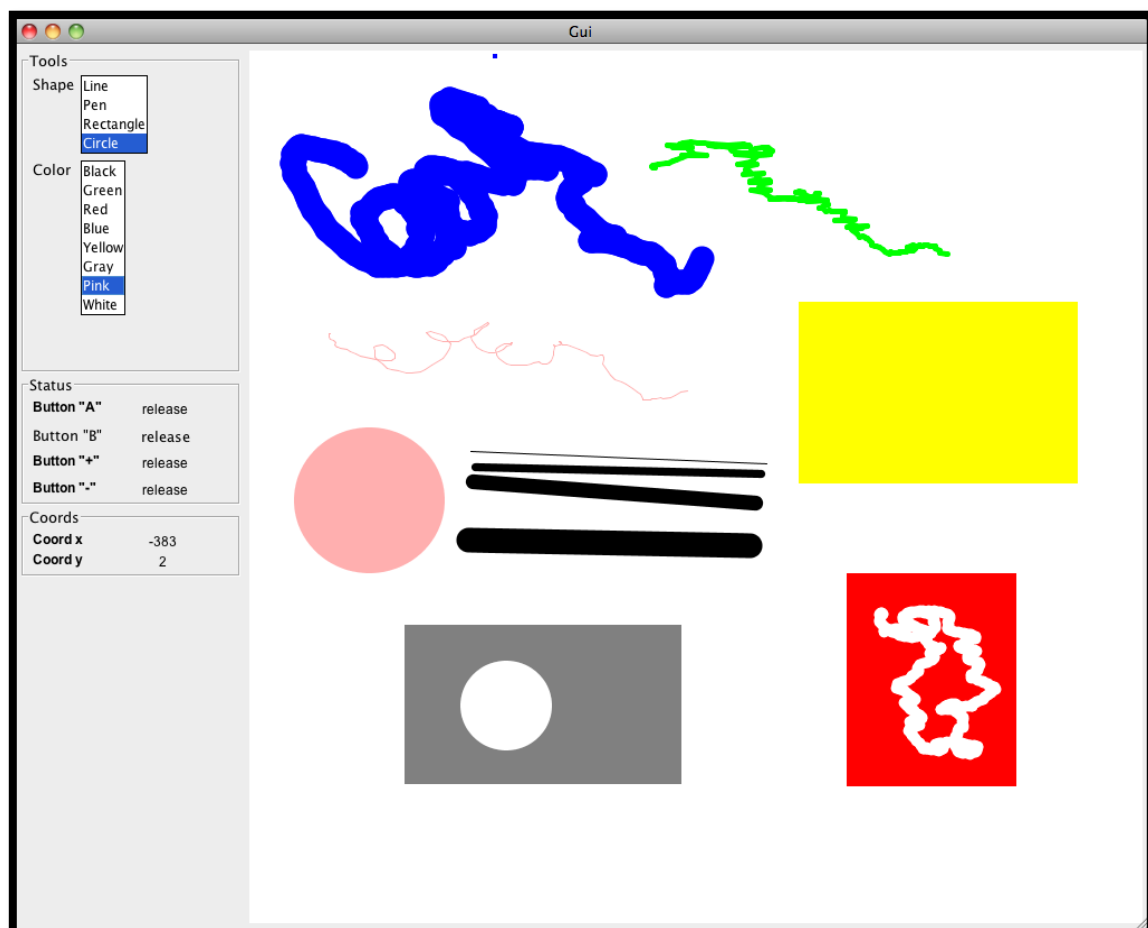 Gui
Tools
Shape
Line
Pen
Rectangle
Circle
Color
Black
Green
Red
Blue
Yellow
Gray
Pink
White
Status
Button "A" release
Button "B" release
Button "+" release
Button "-" release
Coords
Coord x -383
Coord y 2